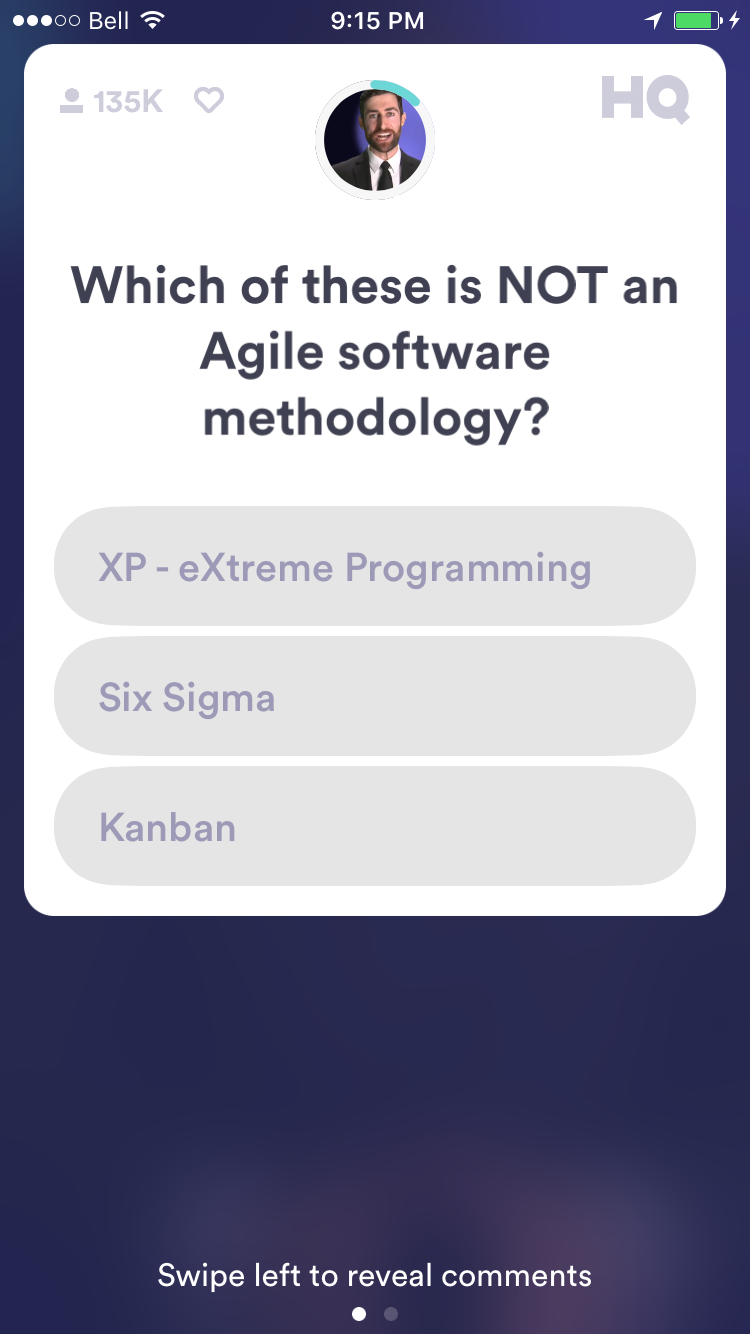 Bell 9:15 PM
135K HQ
Which of these is NOT an
Agile software
methodology?
XP - eXtreme Programming
Six Sigma
Kanban
Swipe left to reveal comments